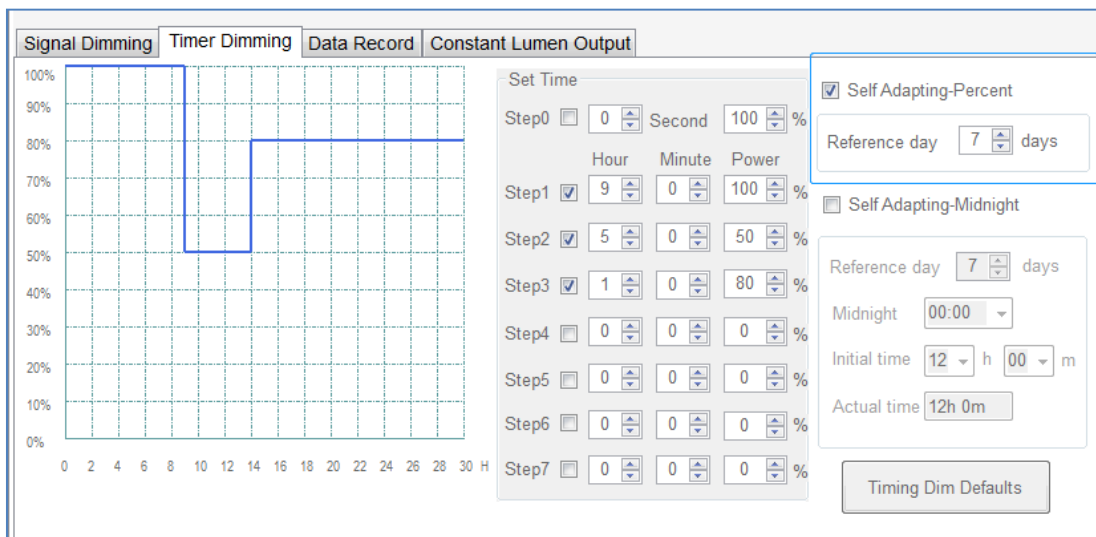 Signal Dimming Timer Dimming Data Record Constant Lumen Output
100%
90%
80%
70%
60%
50%
40%
30%
20%
10%
0%
0 2 4 6 8 10 12 14 16 18 20 22 24 26 28 30 H
Set Time
Step0 0 Second 100 %
Hour Minute Power
Step1 9 0 100 %
Step2 5 0 50 %
Step3 1 0 80 %
Step4 0 0 0 %
Step5 0 0 0 %
Step6 0 0 0 %
Step7 0 0 0 %
Self Adapting-Percent
Reference day 7 days
Self Adapting-Midnight
Reference day 7 days
Midnight 00:00
Initial time 12 h 00 m
Actual time 12h 0m
Timing Dim Defaults